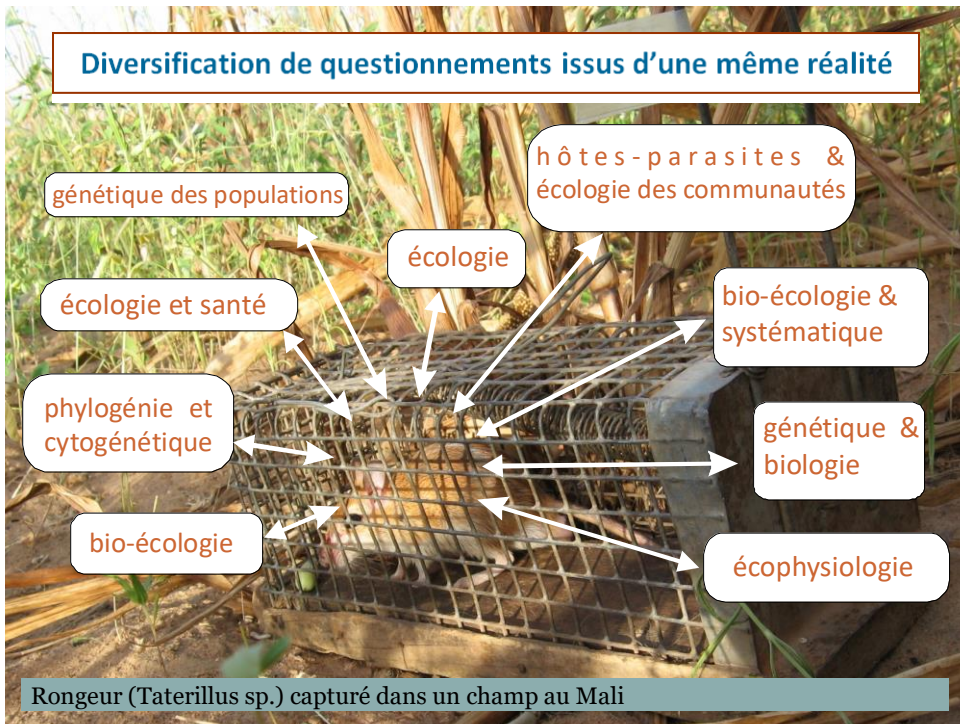 Diversification de questionnements issus d’une même réalité
hôtes-parasites &
écologie des communautés
génétique des populations
écologie
écologie et santé
bio-écologie &
systématique
phylogénie et
cytogénétique
génétique &
biologie
bio-écologie
écophysiologie
Rongeur (Taterillus sp.) capturé dans un champ au Mali